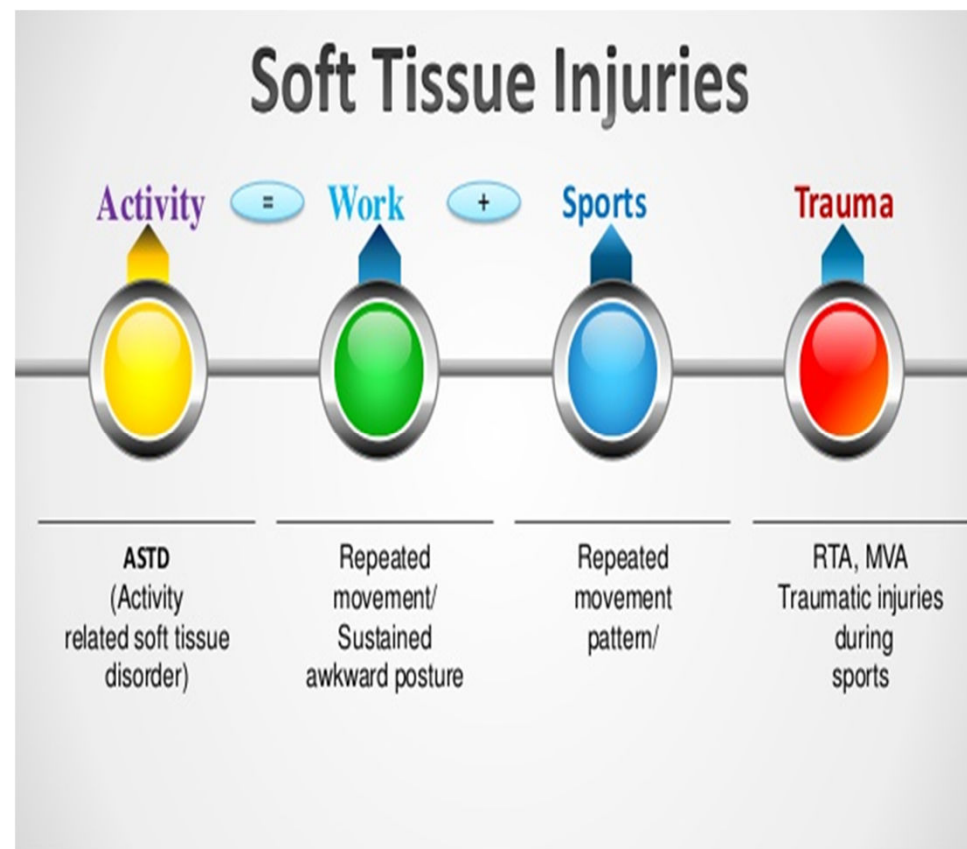 Soft Tissue Injuries
Activity = Work + Sports Trauma
ASTD
(Activity
related soft tissue
disorder)
Repeated
movement/
Sustained
awkward posture
Repeated
movement
pattern/
RTA, MVA
Traumatic injuries
during
sports